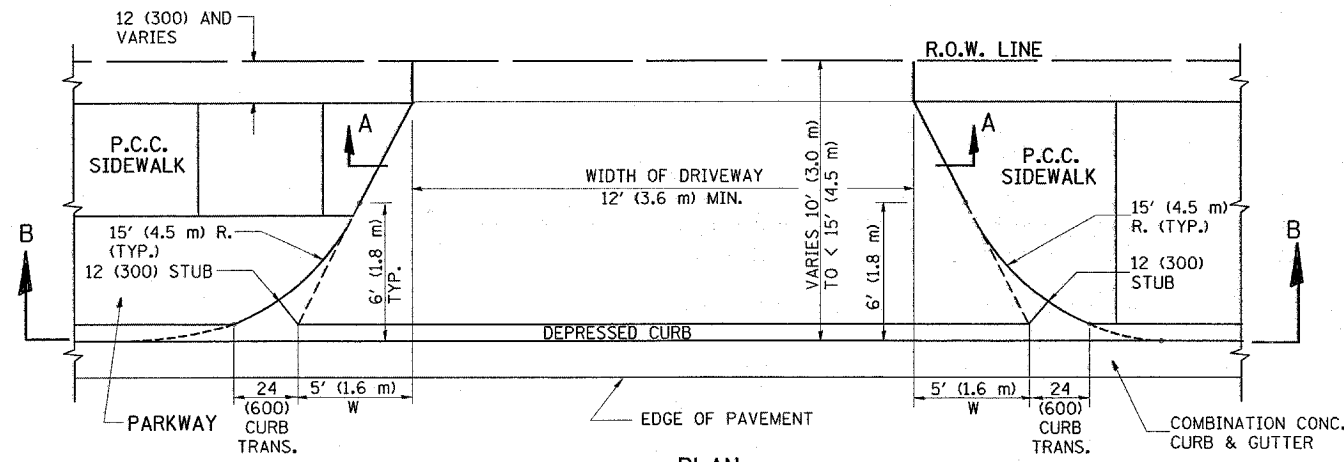 12 (300) AND
VARIES
R.O.W. LINE
A
A
P.C.C.
SIDEWALK
P.C.C.
SIDEWALK
WIDTH OF DRIVEWAY
12' (3.6 m) MIN.
VARIES 10' (3.0 m)
TO < 15' (4.5 m)
B
B
15' (4.5 m) R.
(TYP.)
12 (300) STUB
6' (1.8 m)
TYP.
6' (1.8 m)
15' (4.5 m)
R. (TYP.)
12 (300)
STUB
DEPRESSED CURB
24
(600)
CURB
TRANS.
5' (1.6 m)
W
PARKWAY
EDGE OF PAVEMENT
5' (1.6 m)
W
24
(600)
CURB
TRANS.
COMBINATION CONC.
CURB & GUTTER
PLAN